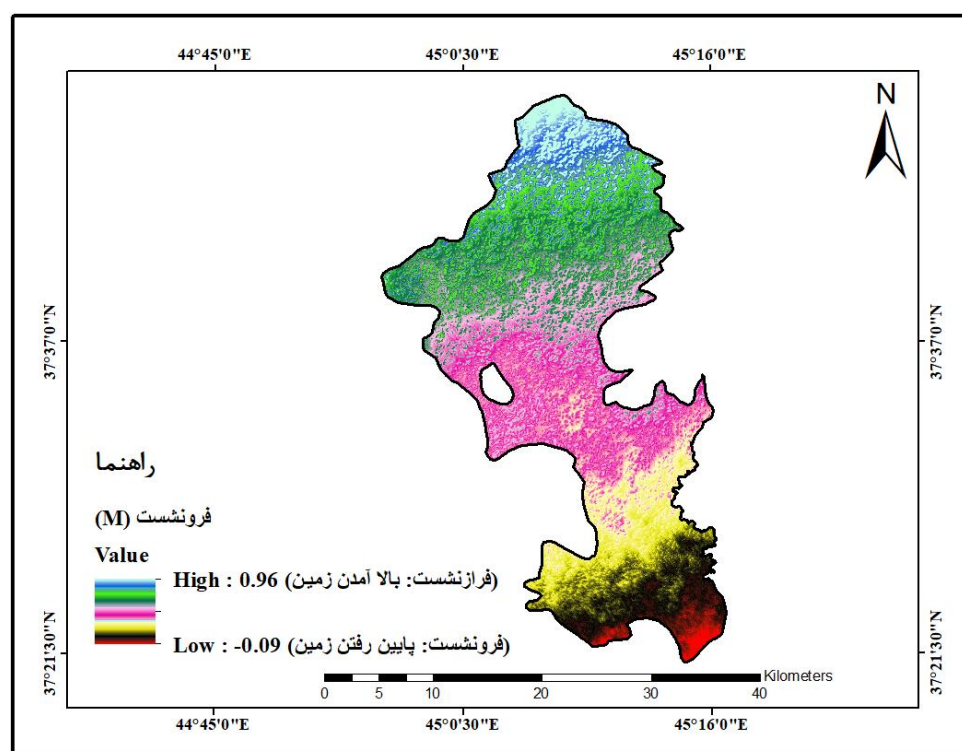 44°45'0"E 45°0'30"E 45°16'0"E
N
37°37'0"N 37°37'0"N
راهنما
فرونشست (M)
Value
High : 0.96 (فرازنشست: بالا آمدن زمین)
Low : -0.09 (فرونشست: پایین رفتن زمین)
37°21'30"N 37°21'30"N
Kilometers
0 5 10 20 30 40
44°45'0"E 45°0'30"E 45°16'0"E